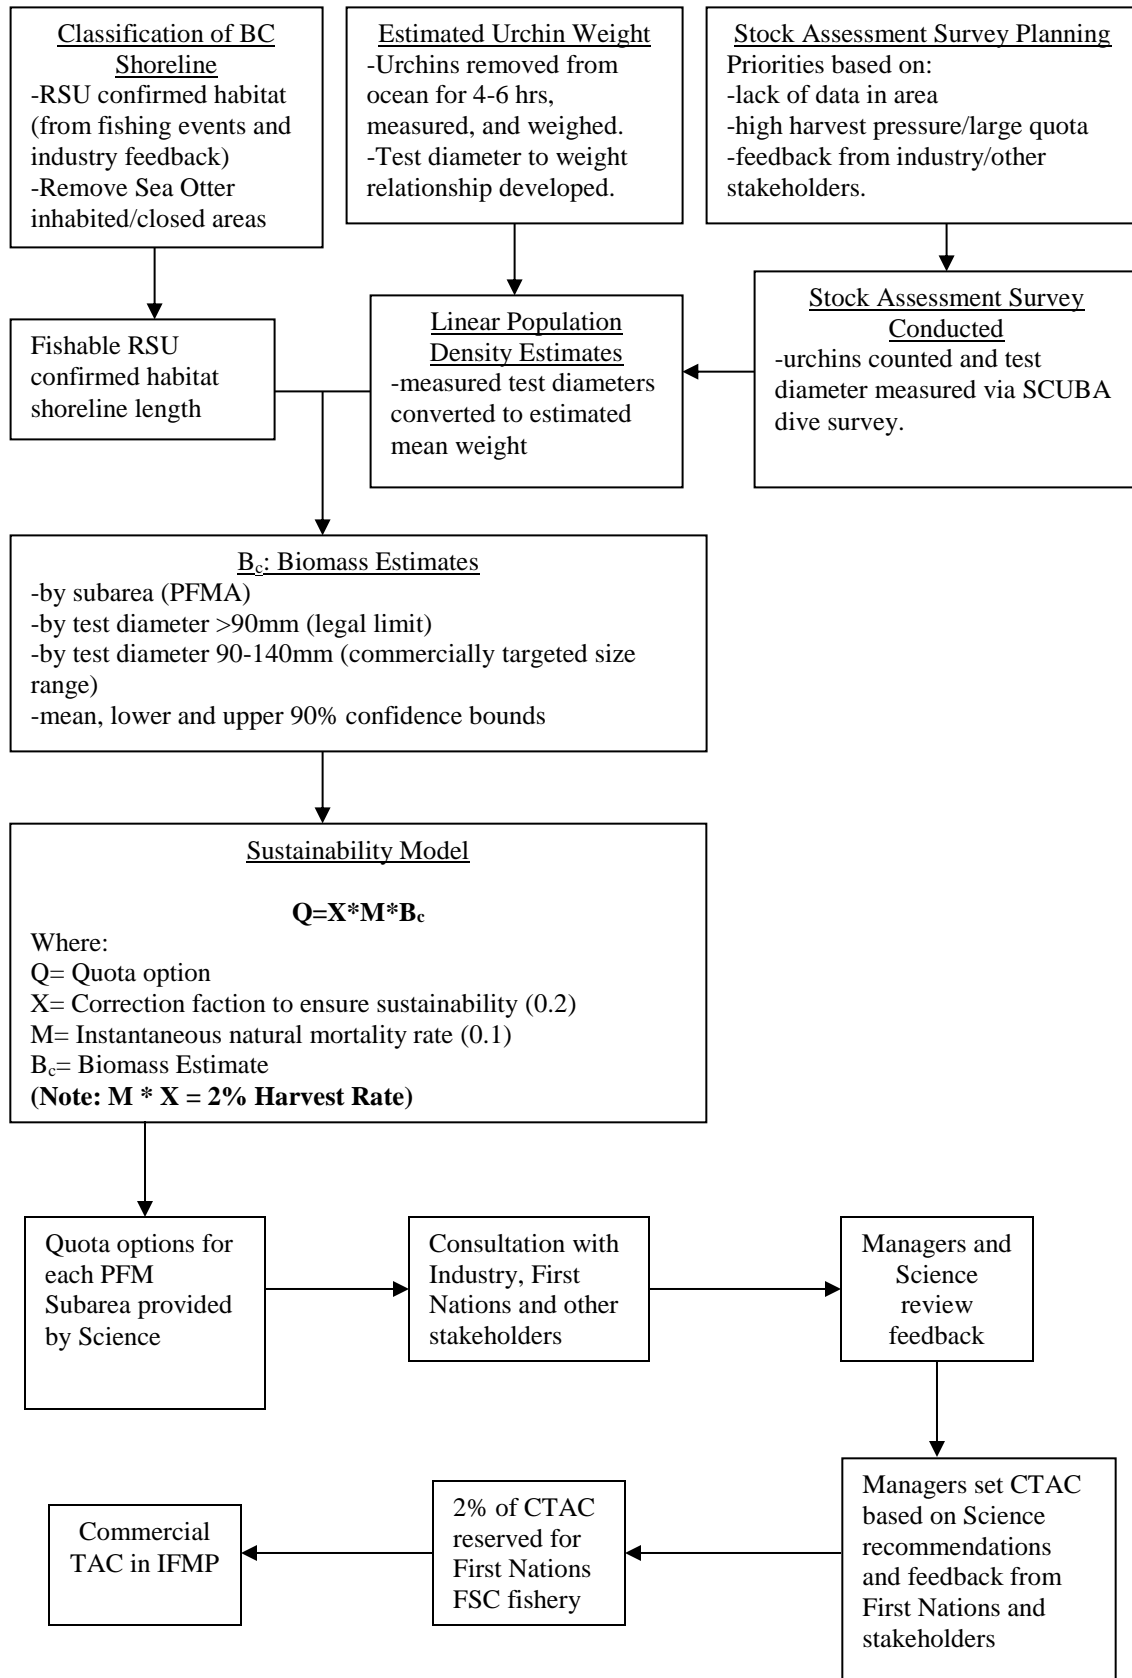 Classification of BC
Shoreline
-RSU confirmed habitat
(from fishing events and
industry feedback)
-Remove Sea Otter
inhabited/closed areas
Estimated Urchin Weight
-Urchins removed from
ocean for 4-6 hrs,
measured, and weighed.
-Test diameter to weight
relationship developed.
Stock Assessment Survey Planning
Priorities based on:
-lack of data in area
-high harvest pressure/large quota
-feedback from industry/other
stakeholders.
Fishable RSU
confirmed habitat
shoreline length
Linear Population
Density Estimates
-measured test diameters
converted to estimated
mean weight
Stock Assessment Survey
Conducted
-urchins counted and test
diameter measured via SCUBA
dive survey.
Bc: Biomass Estimates
-by subarea (PFMA)
-by test diameter >90mm (legal limit)
-by test diameter 90-140mm (commercially targeted size
range)
-mean, lower and upper 90% confidence bounds
Sustainability Model
Q=X*M*Bc
Where:
Q= Quota option
X= Correction faction to ensure sustainability (0.2)
M= Instantaneous natural mortality rate (0.1)
Bc= Biomass Estimate
(Note: M * X = 2% Harvest Rate)
Quota options for
each PFM
Subarea provided
by Science
Consultation with
Industry, First
Nations and other
stakeholders
Managers and
Science
review
feedback
Managers set CTAC
based on Science
recommendations
and feedback from
First Nations and
stakeholders
2% of CTAC
reserved for
First Nations
FSC fishery
Commercial
TAC in IFMP